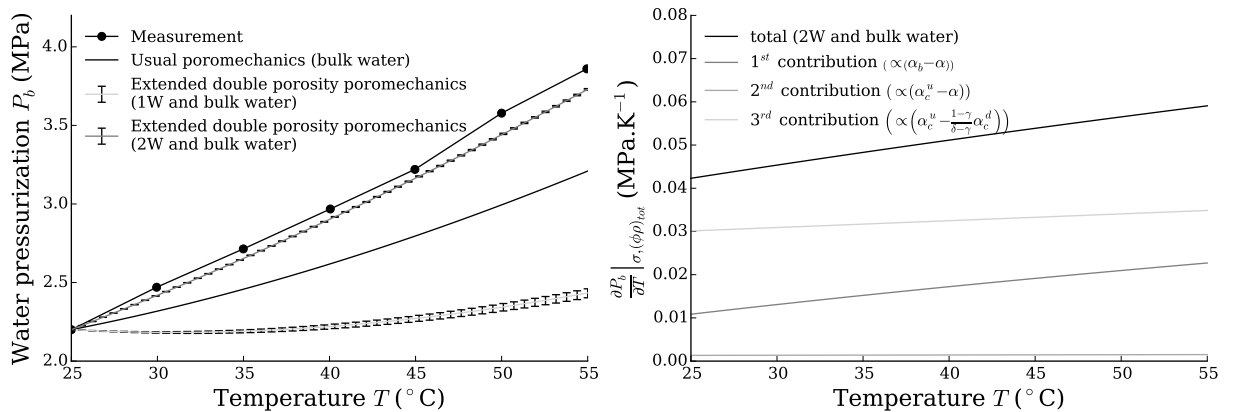 Water pressurization P_b (MPa)
4.0
3.5
3.0
2.5
2.0
Measurement
Usual poromechanics (bulk water)
Extended double porosity poromechanics
(1W and bulk water)
Extended double porosity poromechanics
(2W and bulk water)
25 30 35 40 45 50 55
Temperature T (°C)
∂P_b/∂T|_{σ,(ϕρ)_{tot}} (MPa.K⁻¹)
0.08
0.07
0.06
0.05
0.04
0.03
0.02
0.01
0.00
total (2W and bulk water)
1^{st} contribution (∝(α_b−α))
2^{nd} contribution (∝(α_c^u−α))
3^{rd} contribution (∝(α_c^u−\frac{1−γ}{δ−γ}α_c^d))
25 30 35 40 45 50 55
Temperature T (°C)